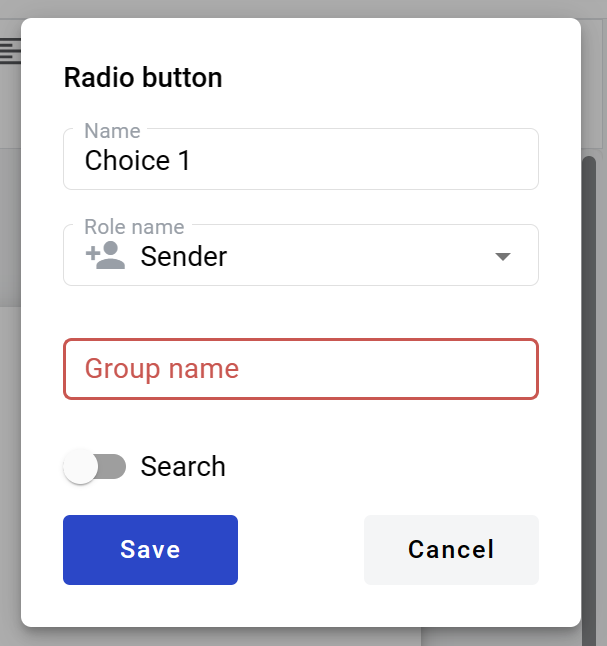 Radio button
Name
Choice 1
Role name
Sender
Group name
Search
Save
Cancel